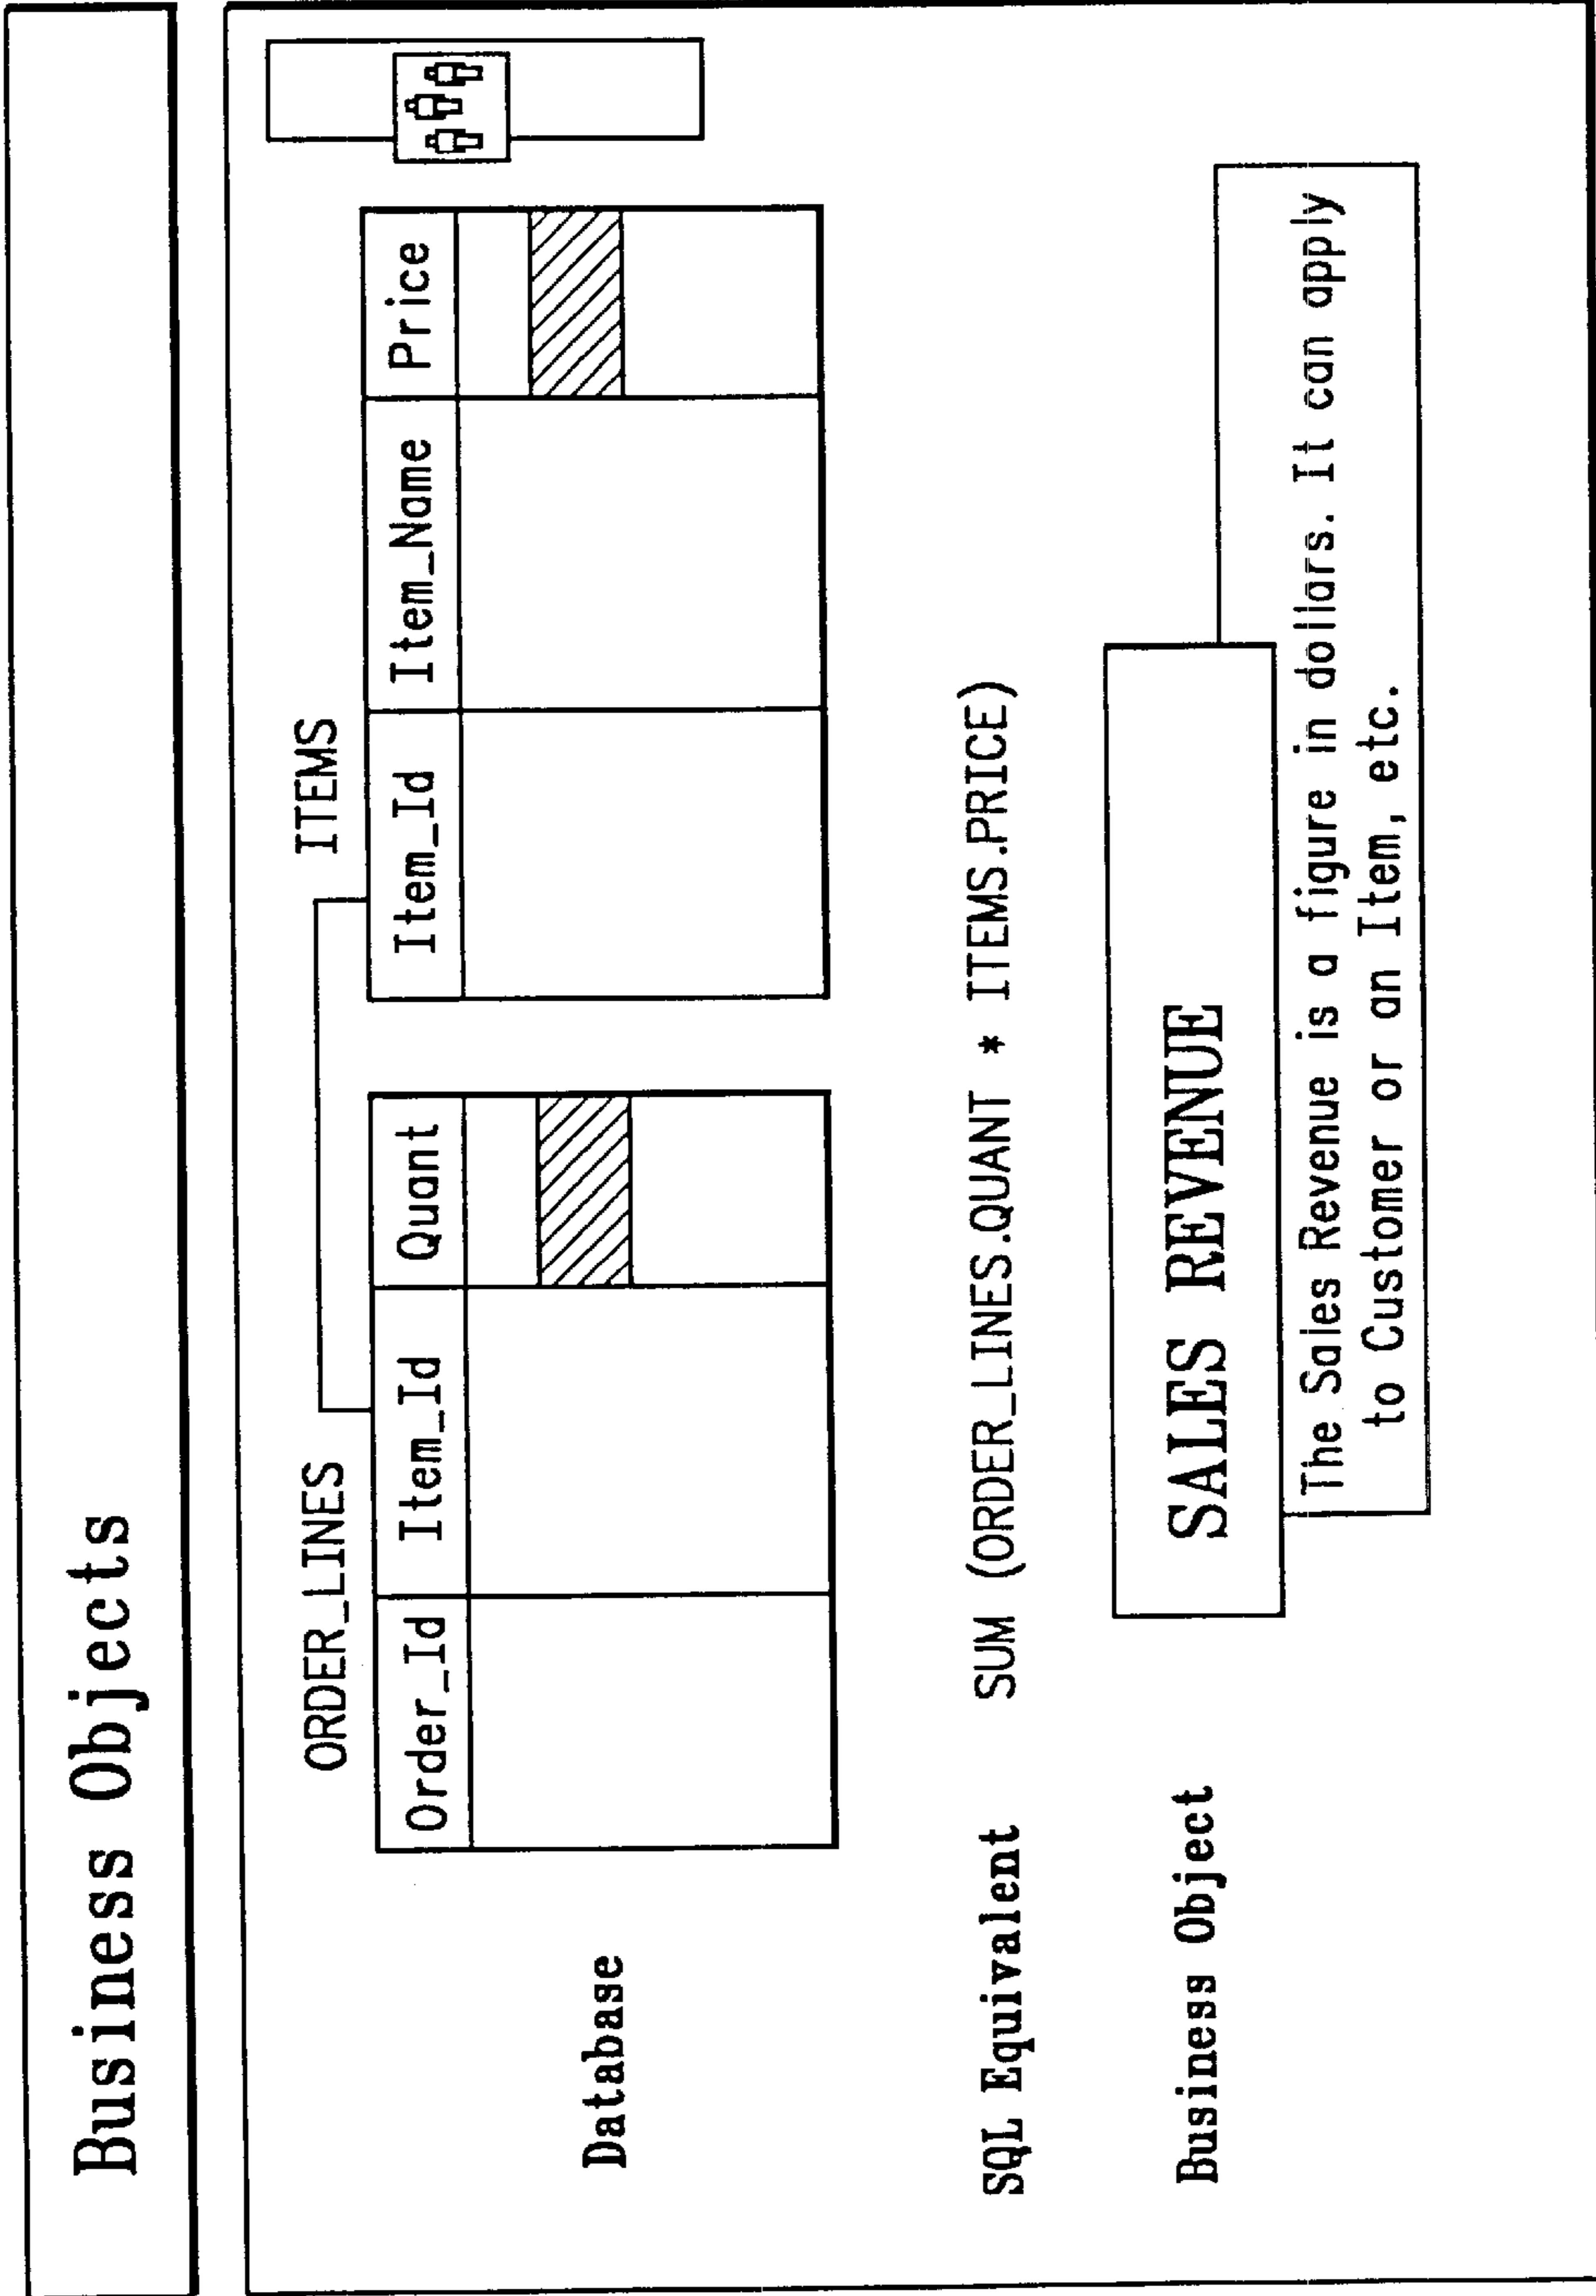 Business Objects
ORDER_LINES
ITEMS
Order_Id Item_Id Quant
Item_Id Item_Name Price
Database
SQL Equivalent SUM (ORDER_LINES.QUANT * ITEMS.PRICE)
Business Object SALES REVENUE
The Sales Revenue is a figure in dollars. It can apply
to Customer or an Item, etc.